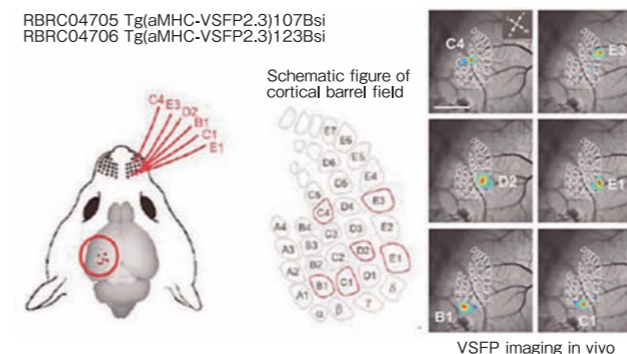 RBRC04705 Tg(aMHC-VSFP2.3)107Bsi
RBRC04706 Tg(aMHC-VSFP2.3)123Bsi
C4
E3
D2
B1
C1
E1
Schematic figure of
cortical barrel field
E7
E6
D6
E5
D5
E4
C5
E3
C4
D4
A4
B4
C3
D3
E2
A3
B3
D2
E1
A2
B2
C2
A1
B1
C1
D1
α
β
γ
δ
C4
E3
D2
E1
B1
C1
VSFP imaging in vivo